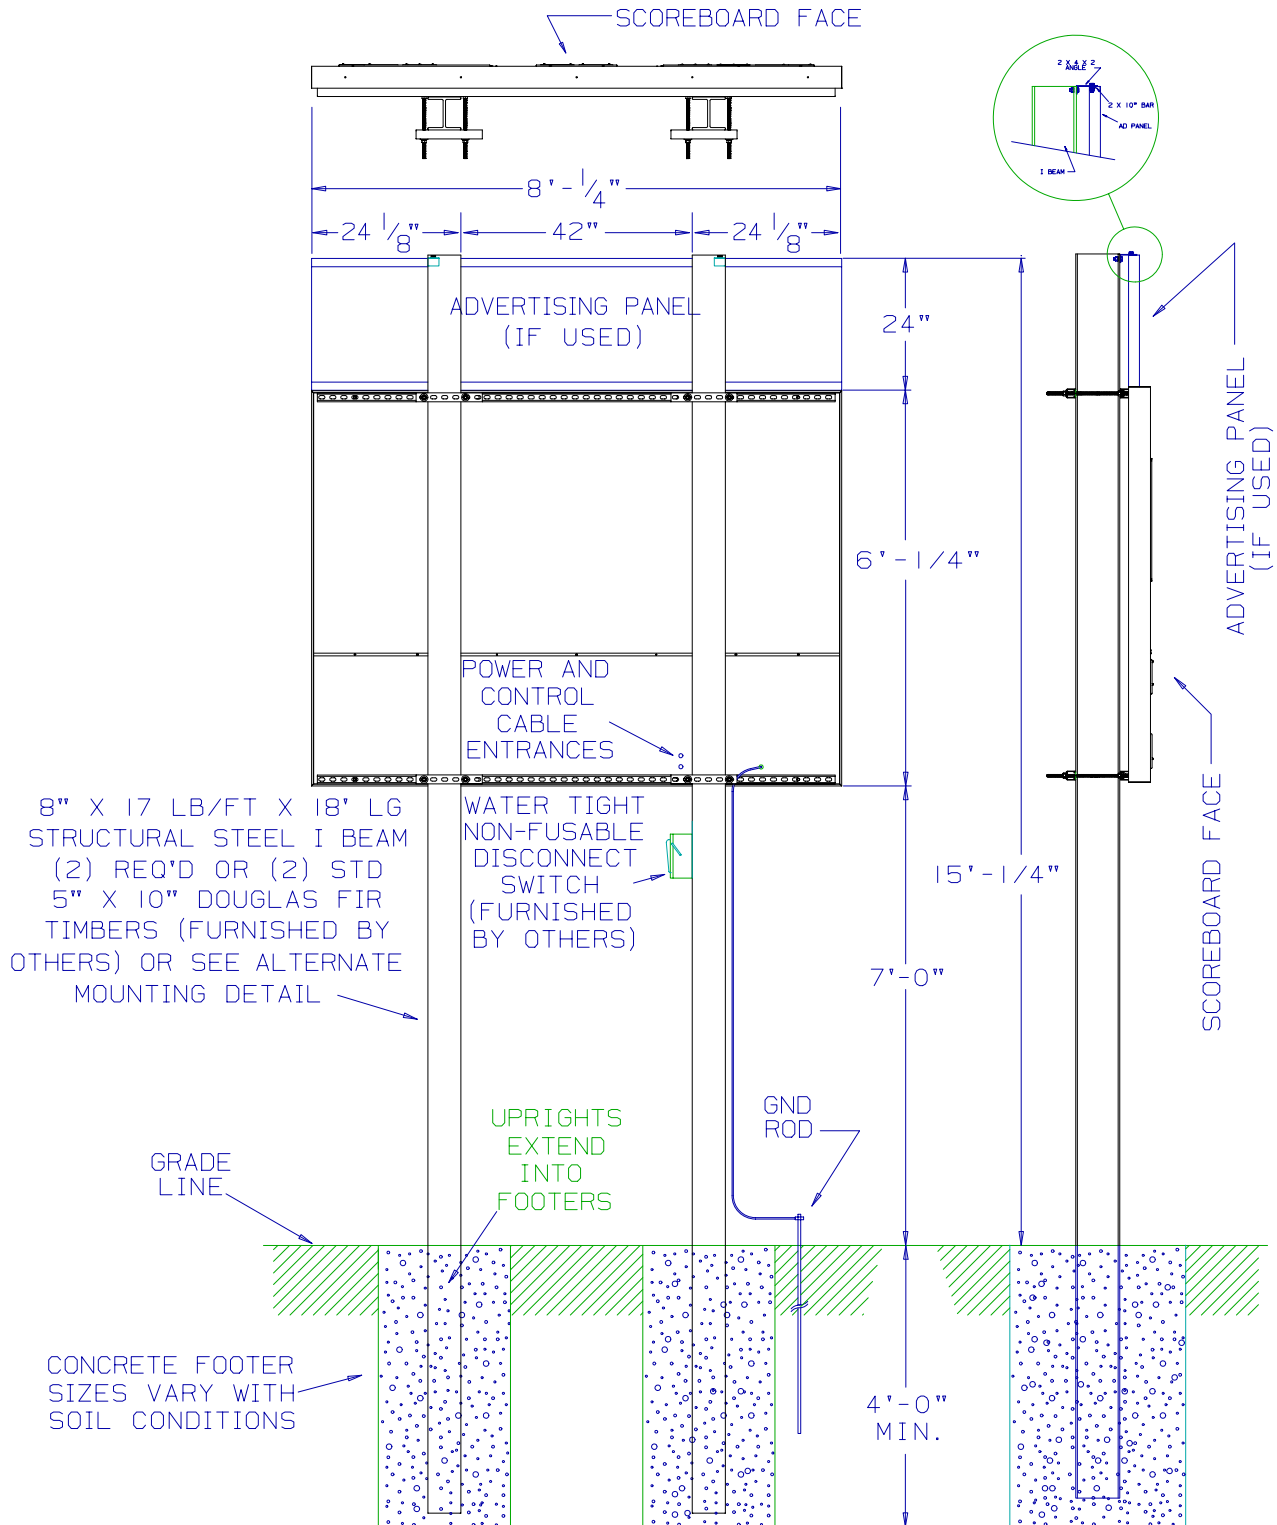 SCOREBOARD FACE
2 X 4 X 2
ANGLE
2 X 10" BAR
AD PANEL
I BEAM
8'-1/4"
24 1/8"
42"
24 1/8"
ADVERTISING PANEL
(IF USED)
24"
6'-1/4"
ADVERTISING PANEL
(IF USED)
POWER AND
CONTROL
CABLE
ENTRANCES
8" X 17 LB/FT X 18' LG
STRUCTURAL STEEL I BEAM
(2) REQ'D OR (2) STD
5" X 10" DOUGLAS FIR
TIMBERS (FURNISHED BY
OTHERS) OR SEE ALTERNATE
MOUNTING DETAIL
WATER TIGHT
NON-FUSABLE
DISCONNECT
SWITCH
(FURNISHED
BY OTHERS)
15'-1/4"
SCOREBOARD FACE
7'-0"
UPRIGHTS
EXTEND
INTO
FOOTERS
GND
ROD
GRADE
LINE
CONCRETE FOOTER
SIZES VARY WITH
SOIL CONDITIONS
4'-0"
MIN.